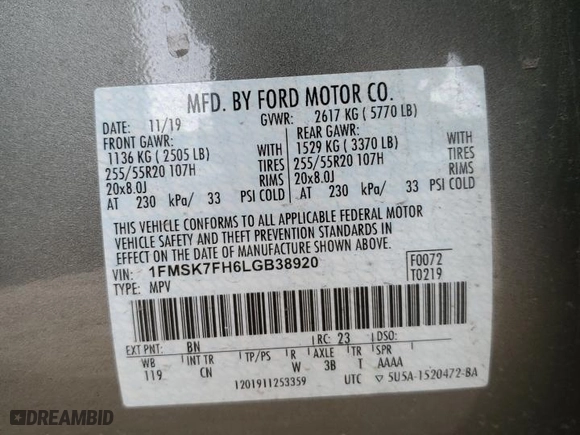 MFD. BY FORD MOTOR CO.
DATE: 11/19 GVWR: 2617 KG ( 5770 LB)
FRONT GAWR: REAR GAWR:
1136 KG ( 2505 LB) WITH 1529 KG ( 3370 LB) WITH
255/55R20 107H TIRES 255/55R20 107H TIRES
20x8.0J RIMS 20x8.0J RIMS
AT 230 kPa/ 33 PSI COLD AT 230 kPa/ 33 PSI COLD
THIS VEHICLE CONFORMS TO ALL APPLICABLE FEDERAL MOTOR
VEHICLE SAFETY AND THEFT PREVENTION STANDARDS IN
EFFECT ON THE DATE OF MANUFACTURE SHOWN ABOVE.
VIN: 1FMSK7FH6LGB38920 F0072
TYPE: MPV T0219
EXT PNT: BN RC: 23 DSO:
WB INT TR TP/PS R AXLE TR SPR
119 CN W 3B T AAAA
1201911253359 UTC ▽ 5U5A-1520472-BA
DREAMBID